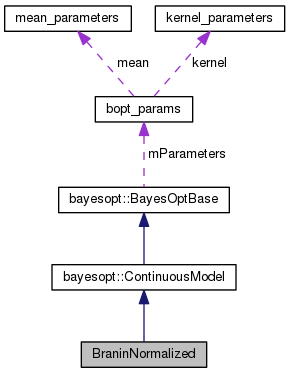 mean_parameters
kernel_parameters
mean
kernel
bopt_params
mParameters
bayesopt::BayesOptBase
bayesopt::ContinuousModel
BraninNormalized